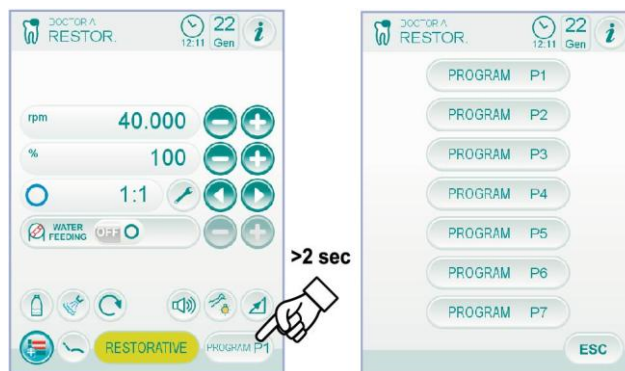 DOCTOR A
RESTOR.
12:11
22
Gen
i
rpm
40.000
%
100
1:1
WATER
FEEDING
OFF
RESTORATIVE
PROGRAM P1
>2 sec
DOCTOR A
RESTOR.
12:11
22
Gen
i
PROGRAM P1
PROGRAM P2
PROGRAM P3
PROGRAM P4
PROGRAM P5
PROGRAM P6
PROGRAM P7
ESC